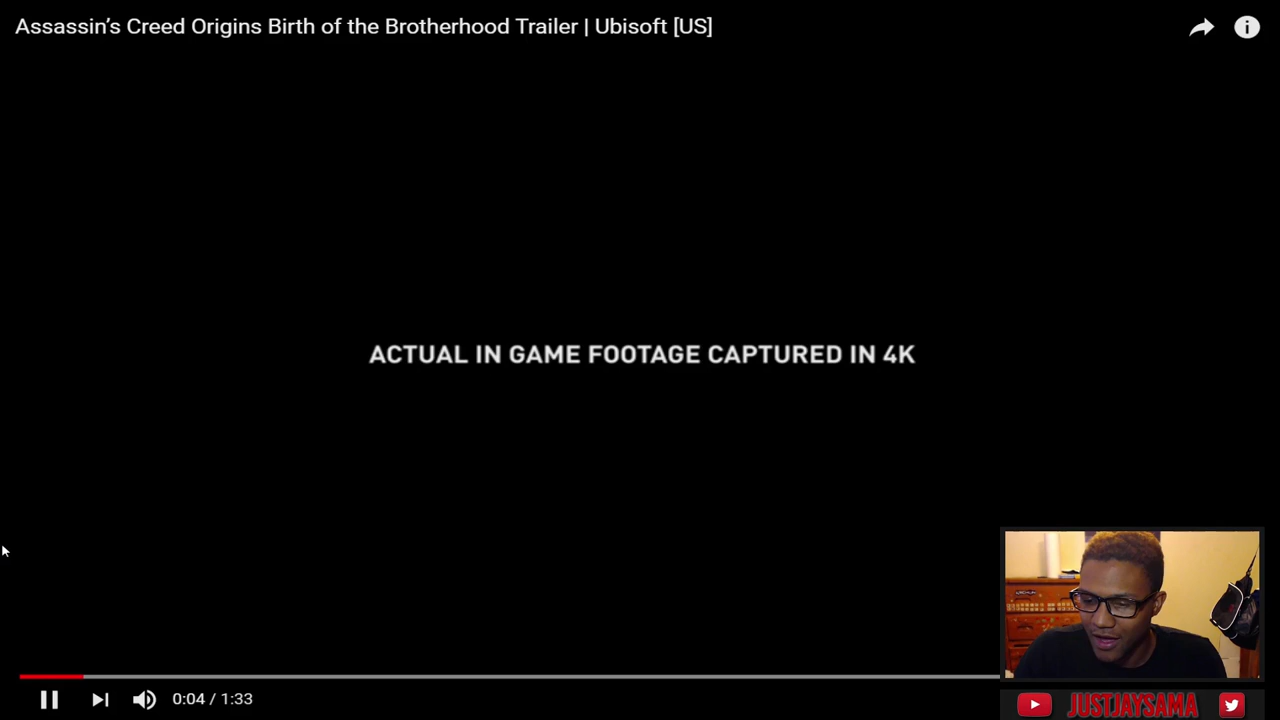 Assassin’s Creed Origins Birth of the Brotherhood Trailer | Ubisoft [US]
ACTUAL IN GAME FOOTAGE CAPTURED IN 4K
0:04 / 1:33
JUSTJAYSAMA